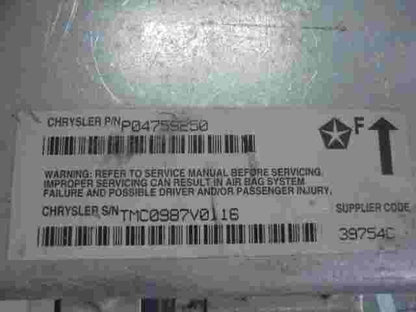 CHRYSLER P/N P04759250
F
WARNING: REFER TO SERVICE MANUAL BEFORE SERVICING.
IMPROPER SERVICING CAN RESULT IN AIR BAG SYSTEM
FAILURE AND POSSIBLE DRIVER AND/OR PASSENGER INJURY.
CHRYSLER S/N TMC0987V0116
SUPPLIER CODE
39754C